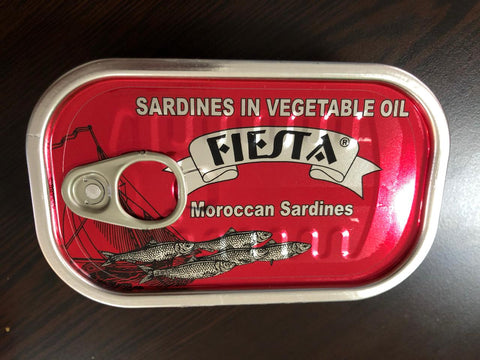 SARDINES IN VEGETABLE OIL
FIESTA®
Moroccan Sardines